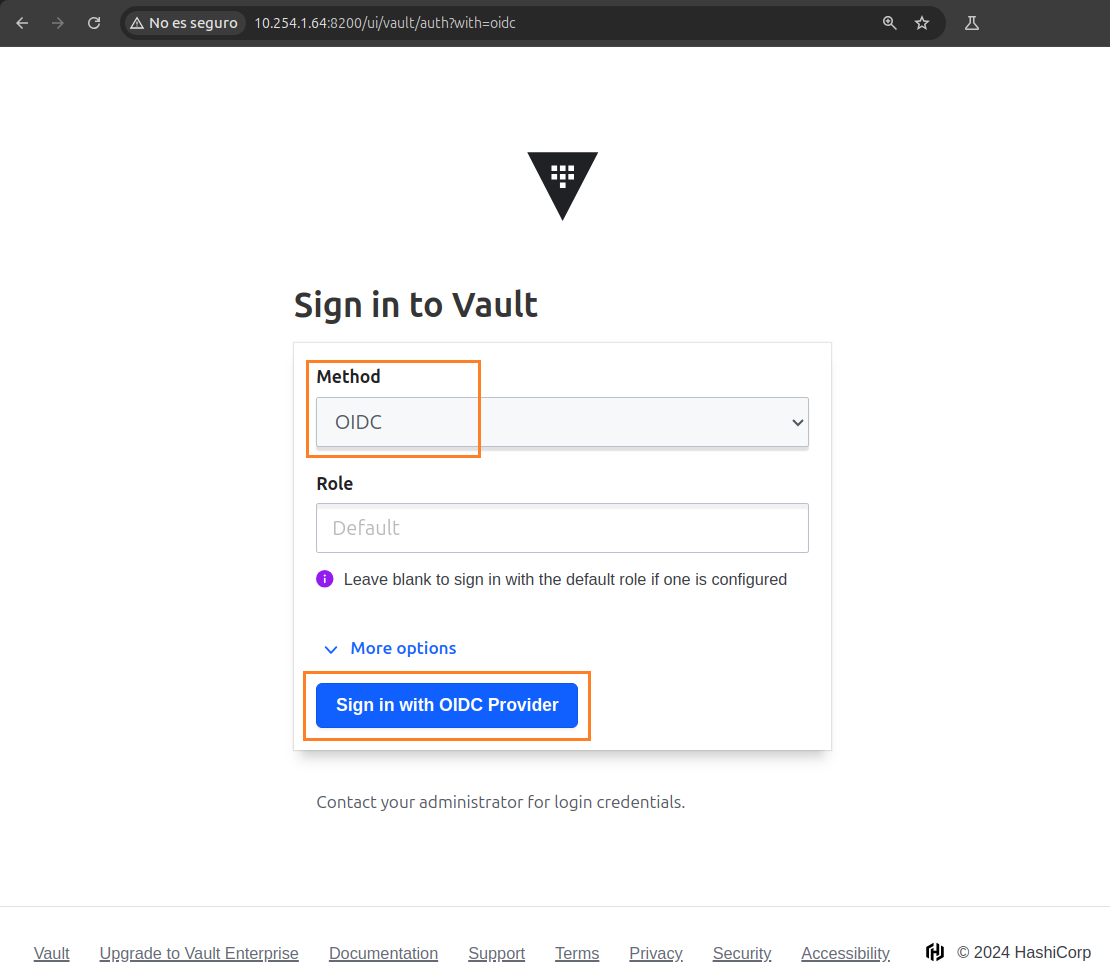 No es seguro 10.254.1.64:8200/ui/vault/auth?with=oidc
Sign in to Vault
Method
OIDC
Role
Default
Leave blank to sign in with the default role if one is configured
More options
Sign in with OIDC Provider
Contact your administrator for login credentials.
Vault Upgrade to Vault Enterprise Documentation Support Terms Privacy Security Accessibility © 2024 HashiCorp